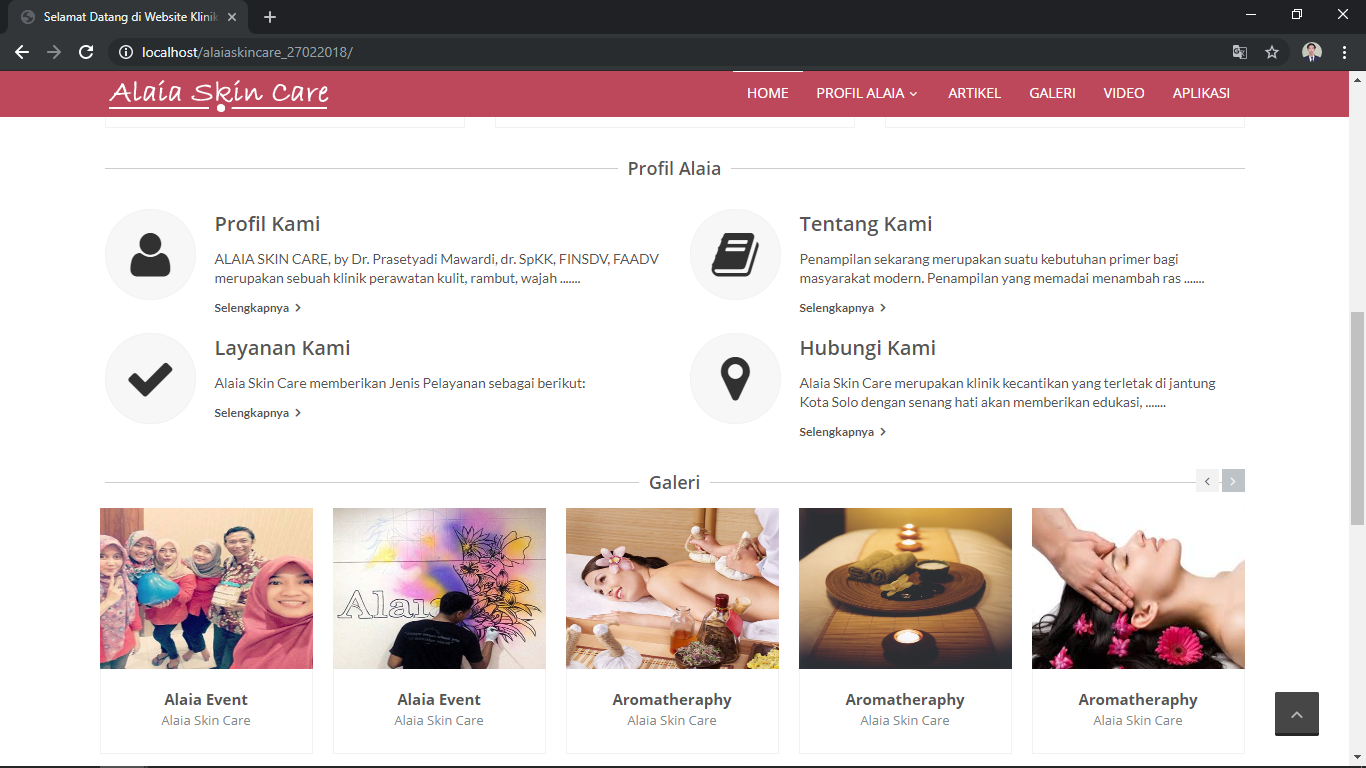 Selamat Datang di Website Klinik
localhost/alaiaskincare_27022018/
Alaia Skin Care
HOME
PROFIL ALAIA
ARTIKEL
GALERI
VIDEO
APLIKASI
Profil Alaia
Profil Kami
ALAIA SKIN CARE, by Dr. Prasetyadi Mawardi, dr. SpKK, FINSDV, FAADV
merupakan sebuah klinik perawatan kulit, rambut, wajah .......
Selengkapnya
Tentang Kami
Penampilan sekarang merupakan suatu kebutuhan primer bagi
masyarakat modern. Penampilan yang memadai menambah ras .......
Selengkapnya
Layanan Kami
Alaia Skin Care memberikan Jenis Pelayanan sebagai berikut:
Selengkapnya
Hubungi Kami
Alaia Skin Care merupakan klinik kecantikan yang terletak di jantung
Kota Solo dengan senang hati akan memberikan edukasi, .......
Selengkapnya
Galeri
Alaia Event
Alaia Skin Care
Alaia Event
Alaia Skin Care
Aromatheraphy
Alaia Skin Care
Aromatheraphy
Alaia Skin Care
Aromatheraphy
Alaia Skin Care